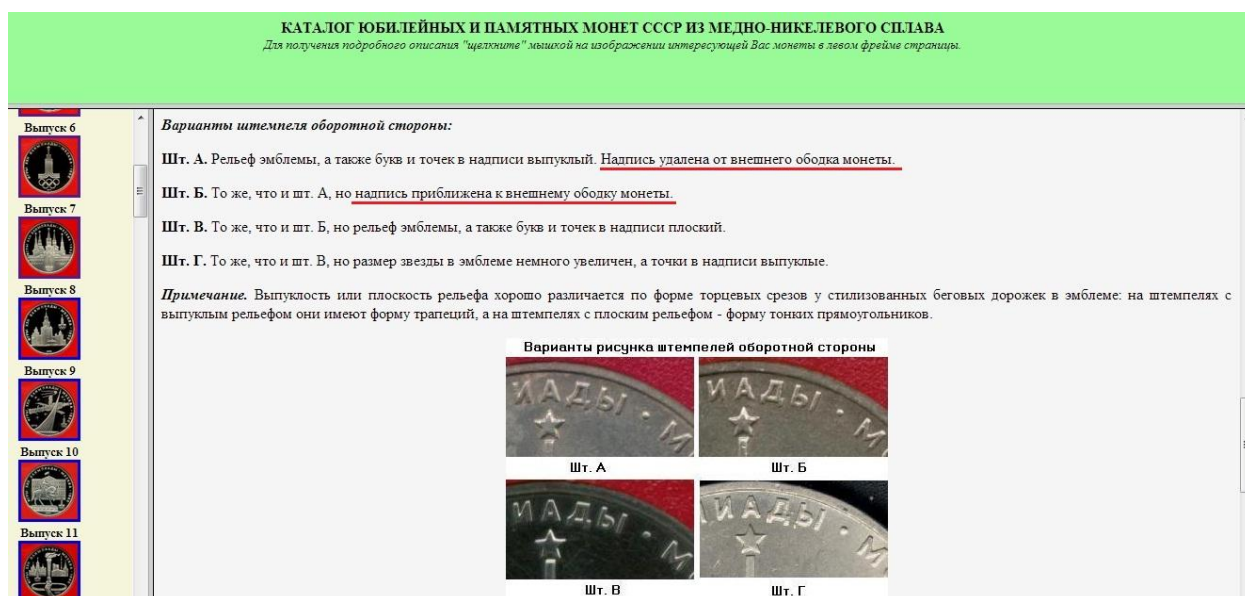 КАТАЛОГ ЮБИЛЕЙНЫХ И ПАМЯТНЫХ МОНЕТ СССР ИЗ МЕДНО-НИКЕЛЕВОГО СПЛАВА
Для получения подробного описания "щелкните" мышкой на изображении интересующей Вас монеты в левом фрейме страницы.
Выпуск 6
Выпуск 7
Выпуск 8
Выпуск 9
Выпуск 10
Выпуск 11
Варианты штемпеля оборотной стороны:
Шт. А. Рельеф эмблемы, а также букв и точек в надписи выпуклый. Надпись удалена от внешнего ободка монеты.
Шт. Б. То же, что и шт. А, но надпись приближена к внешнему ободку монеты.
Шт. В. То же, что и шт. Б, но рельеф эмблемы, а также букв и точек в надписи плоский.
Шт. Г. То же, что и шт. В, но размер звезды в эмблеме немного увеличен, а точки в надписи выпуклые.
Примечание. Выпуклость или плоскость рельефа хорошо различается по форме торцевых срезов у стилизованных беговых дорожек в эмблеме: на штемпелях с
выпуклым рельефом они имеют форму трапеций, а на штемпелях с плоским рельефом - форму тонких прямоугольников.
Варианты рисунка штемпелей оборотной стороны
ИАДЫ · М
ИАДЫ · М
Шт. А
Шт. Б
ИАДЫ · М
ИАДЫ · М
Шт. В
Шт. Г